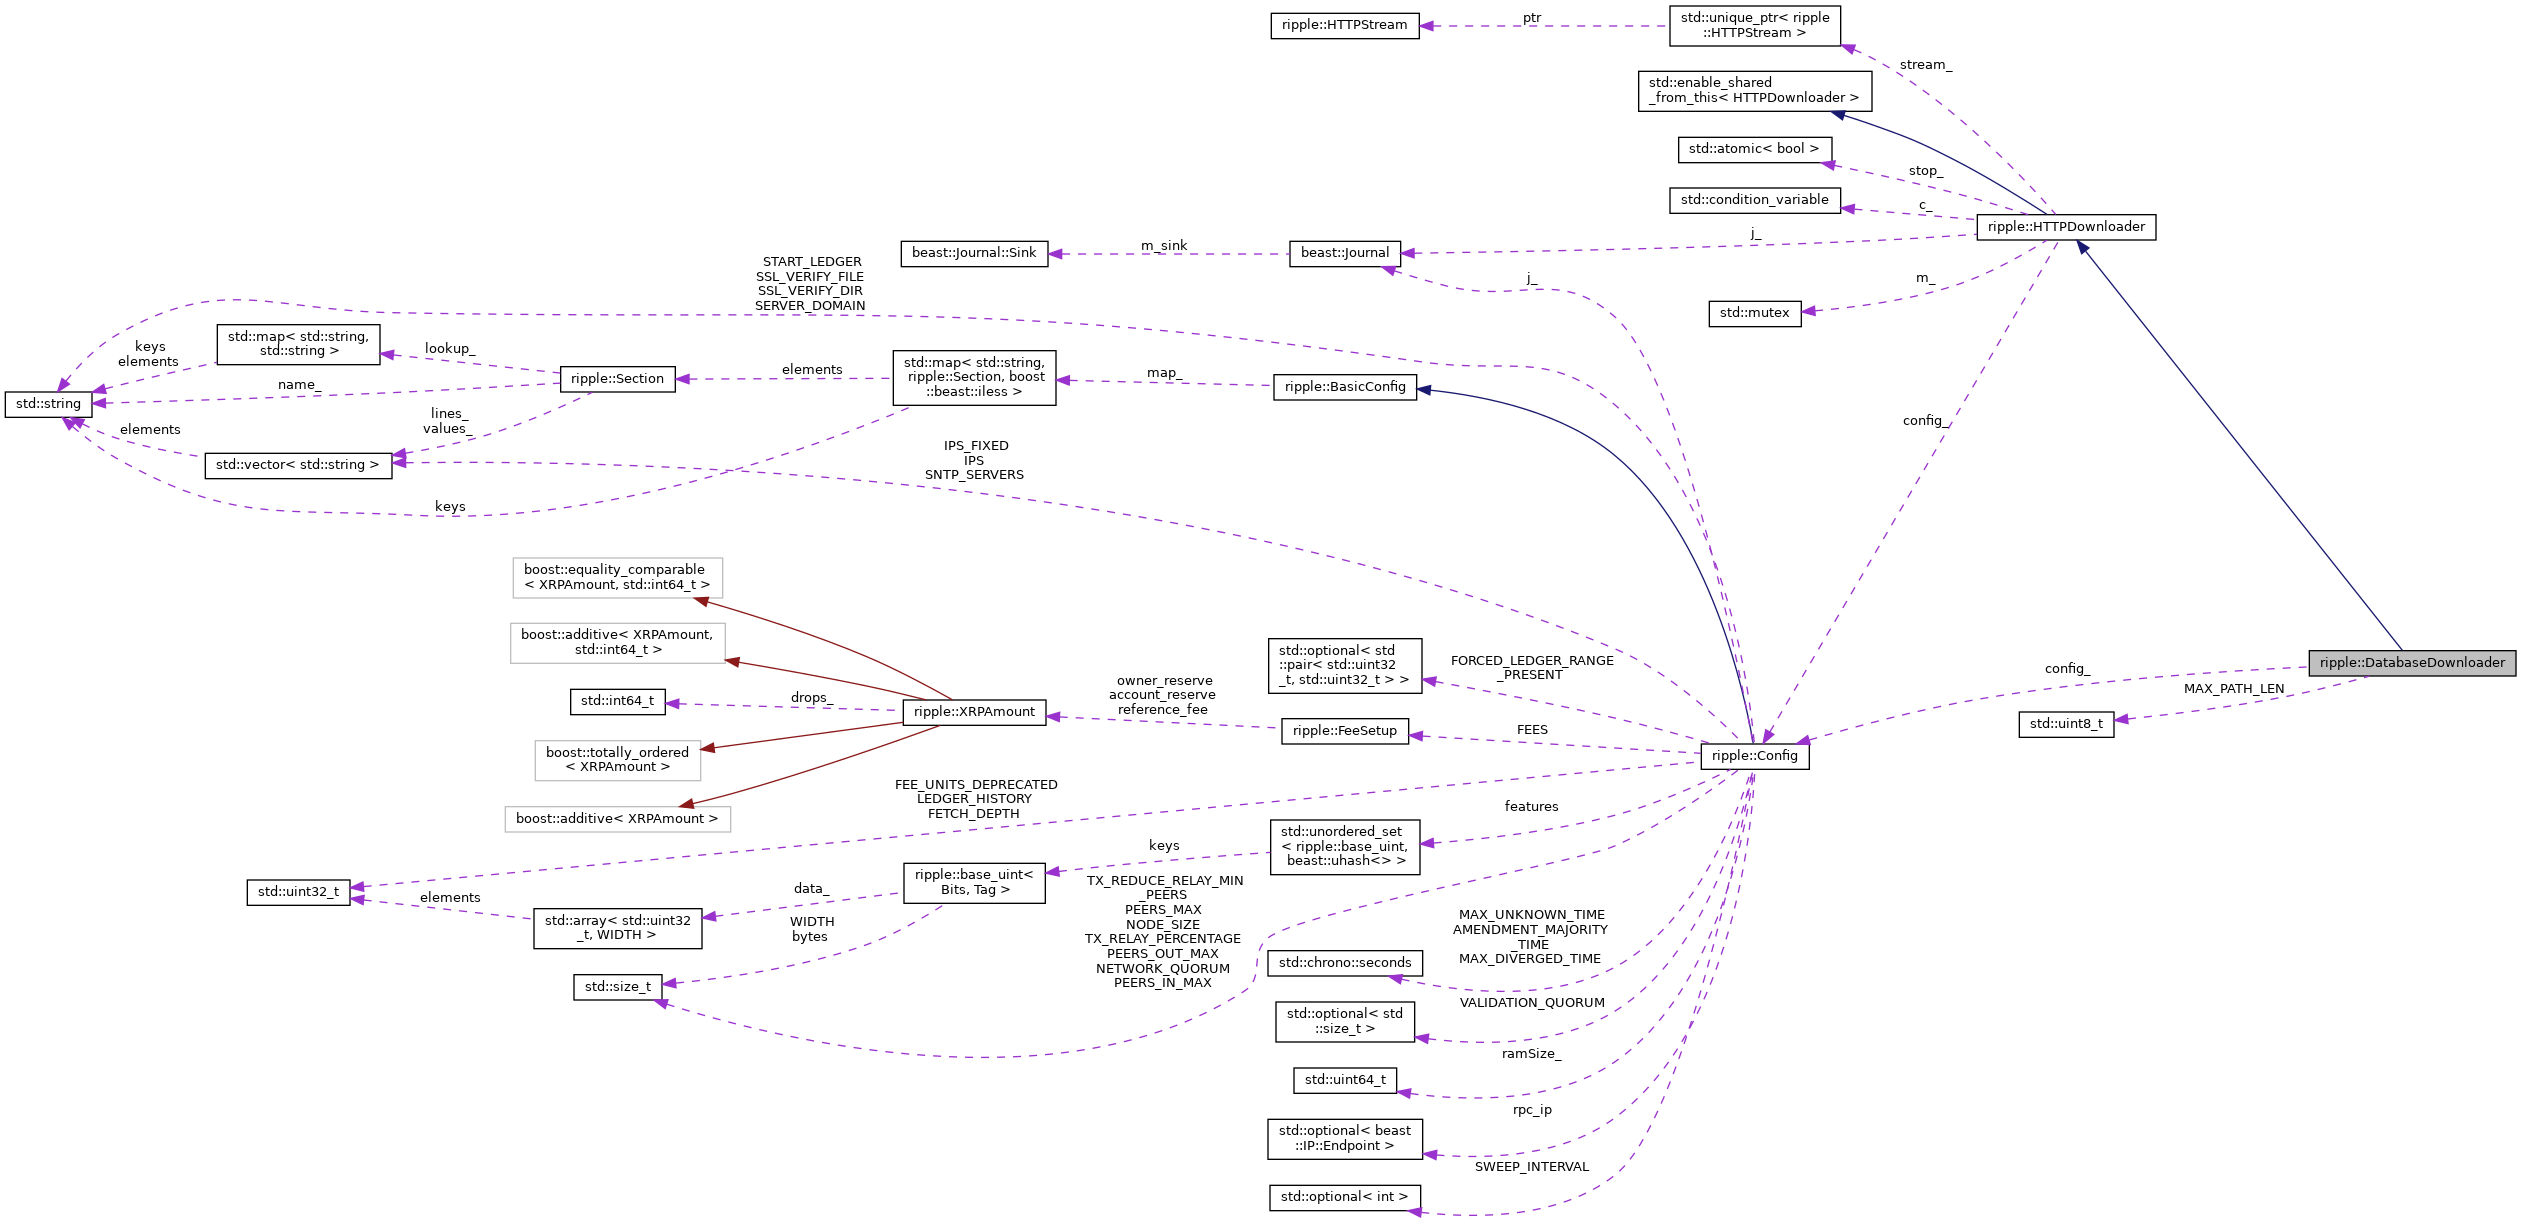 ripple::HTTPStream
ptr
std::unique_ptr< ripple
::HTTPStream >
stream_
std::enable_shared
_from_this< HTTPDownloader >
std::atomic< bool >
stop_
std::condition_variable
c_
ripple::HTTPDownloader
j_
beast::Journal::Sink
m_sink
beast::Journal
j_
m_
std::mutex
START_LEDGER
SSL_VERIFY_FILE
SSL_VERIFY_DIR
SERVER_DOMAIN
std::map< std::string,
std::string >
keys
elements
lookup_
std::string
name_
ripple::Section
elements
std::map< std::string,
ripple::Section, boost
::beast::iless >
map_
ripple::BasicConfig
lines_
values_
elements
config_
std::vector< std::string >
IPS_FIXED
IPS
SNTP_SERVERS
keys
boost::equality_comparable
< XRPAmount, std::int64_t >
boost::additive< XRPAmount,
std::int64_t >
std::int64_t
drops_
ripple::XRPAmount
owner_reserve
account_reserve
reference_fee
boost::totally_ordered
< XRPAmount >
boost::additive< XRPAmount >
std::optional< std
::pair< std::uint32
_t, std::uint32_t > >
FORCED_LEDGER_RANGE
_PRESENT
ripple::FeeSetup
FEES
ripple::Config
config_
ripple::DatabaseDownloader
MAX_PATH_LEN
std::uint8_t
FEE_UNITS_DEPRECATED
LEDGER_HISTORY
FETCH_DEPTH
features
std::unordered_set
< ripple::base_uint,
beast::uhash<> >
keys
ripple::base_uint<
Bits, Tag >
data_
std::uint32_t
elements
std::array< std::uint32
_t, WIDTH >
WIDTH
bytes
std::size_t
TX_REDUCE_RELAY_MIN
_PEERS
PEERS_MAX
NODE_SIZE
TX_RELAY_PERCENTAGE
PEERS_OUT_MAX
NETWORK_QUORUM
PEERS_IN_MAX
MAX_UNKNOWN_TIME
AMENDMENT_MAJORITY
_TIME
MAX_DIVERGED_TIME
std::chrono::seconds
VALIDATION_QUORUM
std::optional< std
::size_t >
ramSize_
std::uint64_t
rpc_ip
std::optional< beast
::IP::Endpoint >
SWEEP_INTERVAL
std::optional< int >